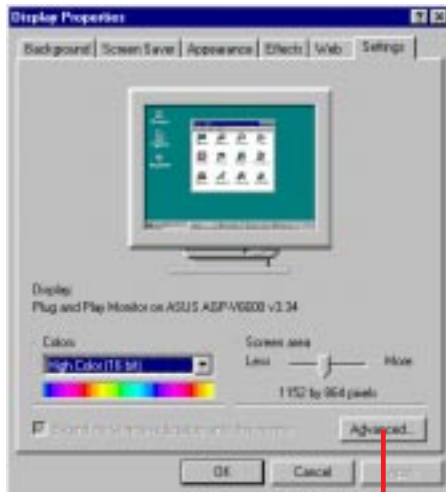 Display Properties
Background Screen Saver Appearance Effects Web Settings
Display:
Plug and Play Monitor on ASUS AGP-V6800 v3.34
Colors
High Color (16 bit)
Screen area
Less More
1152 by 864 pixels
Advanced...
OK Cancel